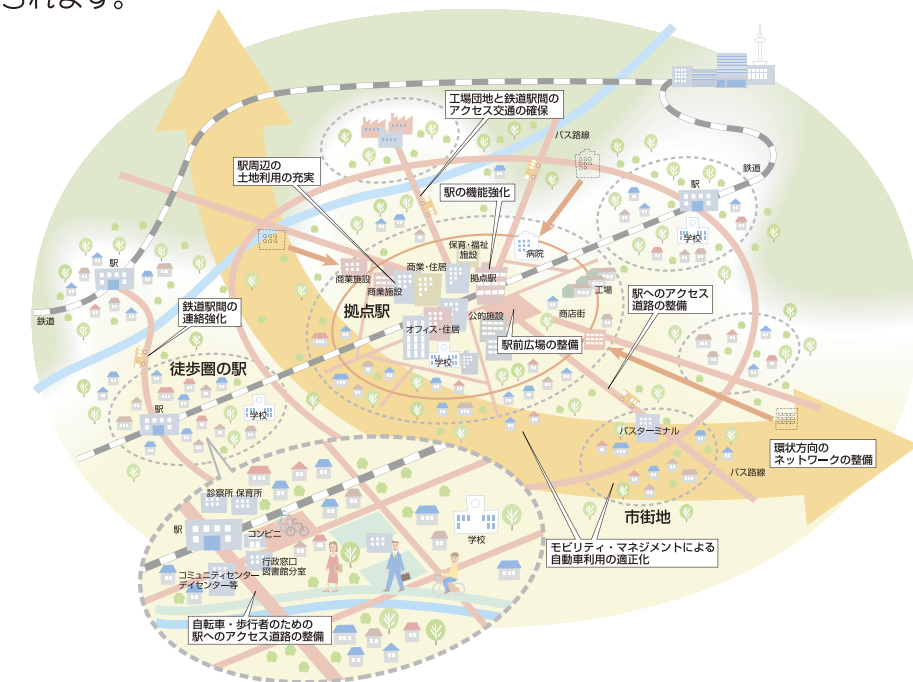 られます。
工場団地と鉄道駅間の
アクセス交通の確保
バス路線
駅周辺の
土地利用の充実
駅の機能強化
鉄道
駅
学校
病院
保育・福祉
施設
商業・住居
商業施設
商業施設
拠点駅
拠点駅
工場
駅へのアクセス
道路の整備
公的施設
商店街
オフィス・住居
駅前広場の整備
学校
駅
鉄道
鉄道駅間の
連絡強化
徒歩圏の駅
駅
学校
バスターミナル
環状方向の
ネットワークの整備
バス路線
市街地
モビリティ・マネジメントによる
自動車利用の適正化
診察所 保育所
駅
コンビニ
学校
行政窓口
図書館分室
コミュニティセンター
デイセンター等
自転車・歩行者のための
駅へのアクセス道路の整備